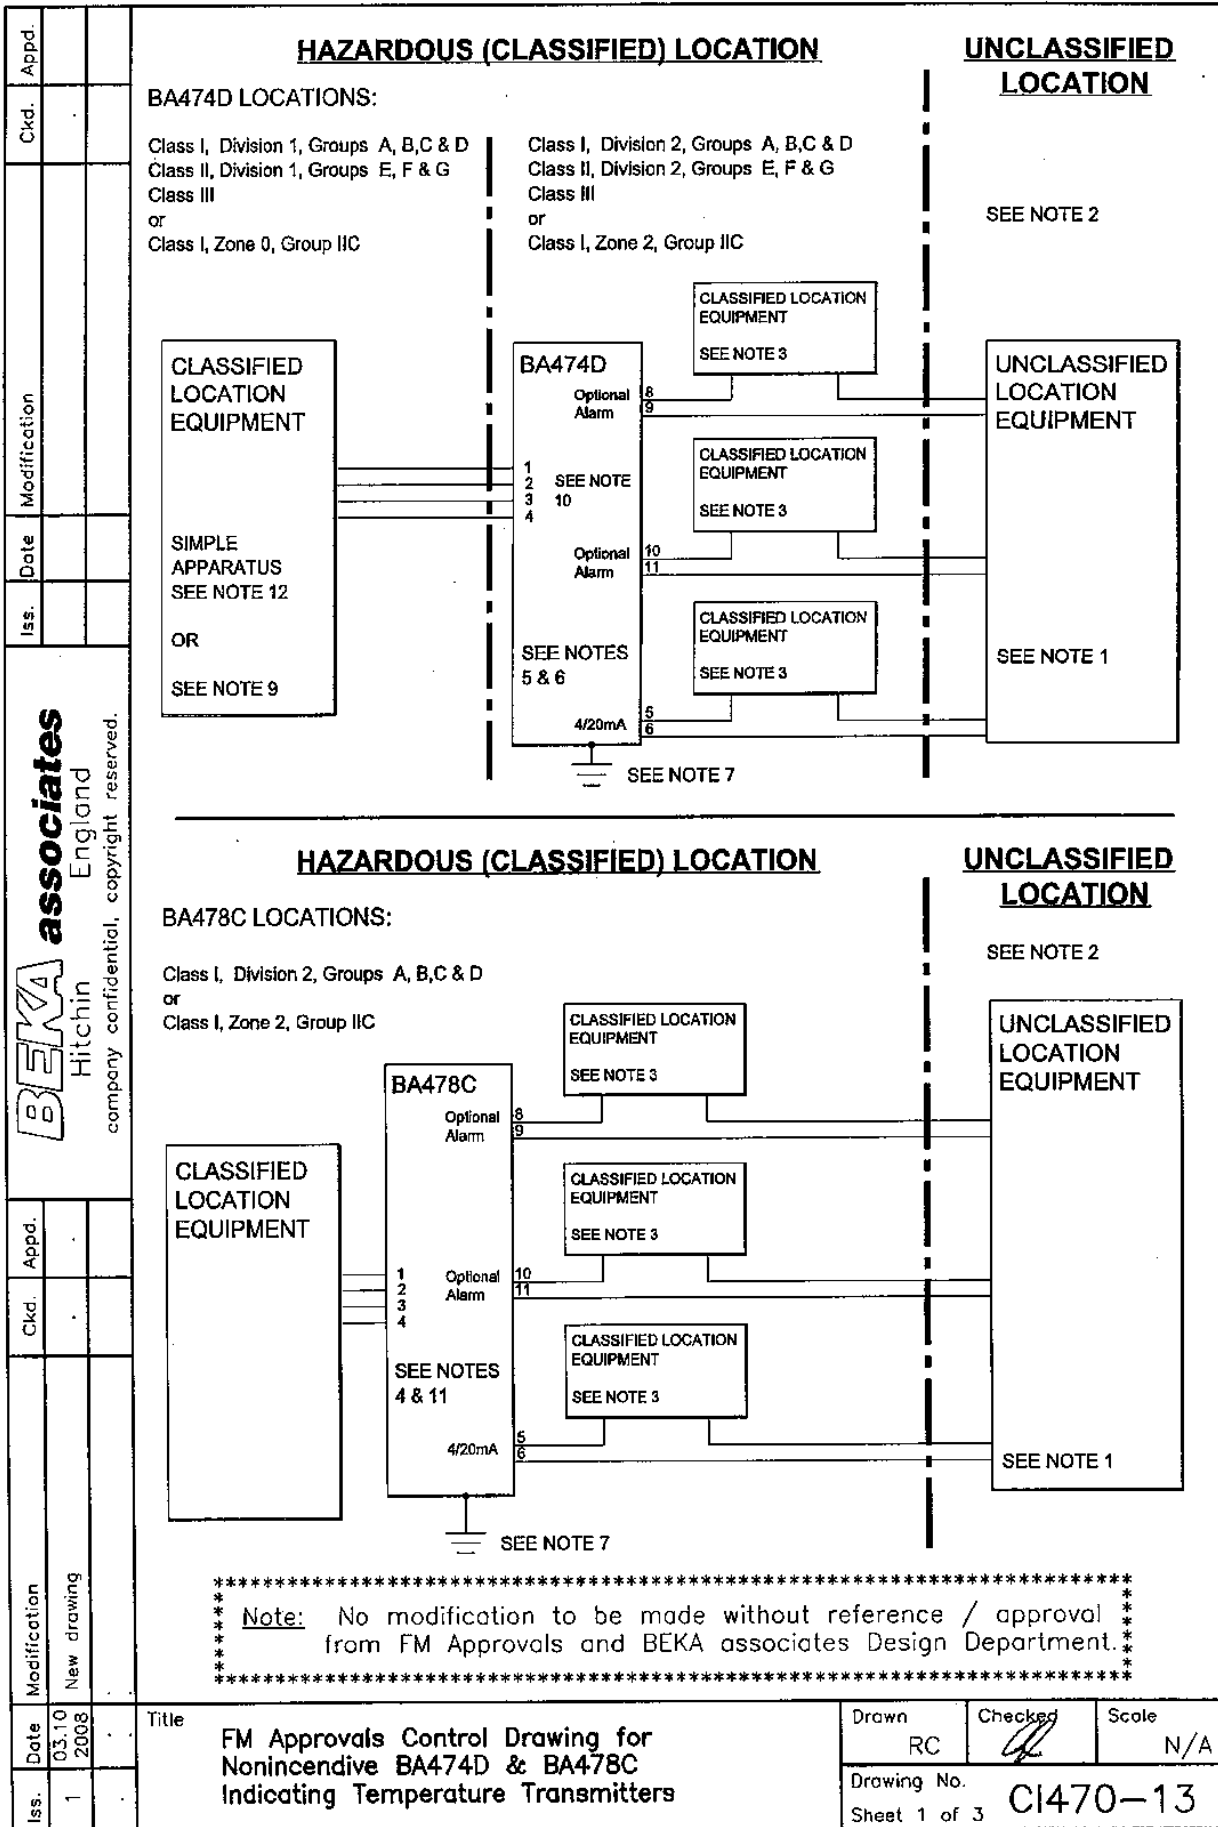 HAZARDOUS (CLASSIFIED) LOCATION
UNCLASSIFIED
LOCATION
BA474D LOCATIONS:
Class I, Division 1, Groups A, B,C & D
Class II, Division 1, Groups E, F & G
Class III
or
Class I, Zone 0, Group IIC
Class I, Division 2, Groups A, B,C & D
Class II, Division 2, Groups E, F & G
Class III
or
Class I, Zone 2, Group IIC
SEE NOTE 2
CLASSIFIED
LOCATION
EQUIPMENT
SIMPLE
APPARATUS
SEE NOTE 12
OR
SEE NOTE 9
BA474D
Optional
Alarm
8
9
1
2
3
4
SEE NOTE
10
Optional
Alarm
10
11
SEE NOTES
5 & 6
4/20mA
5
6
SEE NOTE 7
CLASSIFIED LOCATION
EQUIPMENT
SEE NOTE 3
CLASSIFIED LOCATION
EQUIPMENT
SEE NOTE 3
CLASSIFIED LOCATION
EQUIPMENT
SEE NOTE 3
UNCLASSIFIED
LOCATION
EQUIPMENT
SEE NOTE 1
HAZARDOUS (CLASSIFIED) LOCATION
UNCLASSIFIED
LOCATION
BA478C LOCATIONS:
Class I, Division 2, Groups A, B,C & D
or
Class I, Zone 2, Group IIC
SEE NOTE 2
CLASSIFIED
LOCATION
EQUIPMENT
BA478C
Optional
Alarm
8
9
1
2
3
4
Optional
Alarm
10
11
SEE NOTES
4 & 11
4/20mA
5
6
SEE NOTE 7
CLASSIFIED LOCATION
EQUIPMENT
SEE NOTE 3
CLASSIFIED LOCATION
EQUIPMENT
SEE NOTE 3
CLASSIFIED LOCATION
EQUIPMENT
SEE NOTE 3
UNCLASSIFIED
LOCATION
EQUIPMENT
SEE NOTE 1
Note: No modification to be made without reference / approval
from FM Approvals and BEKA associates Design Department.
Title
FM Approvals Control Drawing for
Nonincendive BA474D & BA478C
Indicating Temperature Transmitters
Drawn
RC
Checked
Scale
N/A
Drawing No.
Sheet 1 of 3
CI470-13
Iss. Date Modification Ckd. Appd.
BEKA associates
Hitchin England
company confidential, copyright reserved.
Iss. Date Modification Ckd. Appd.
1 03.10 2008 New drawing